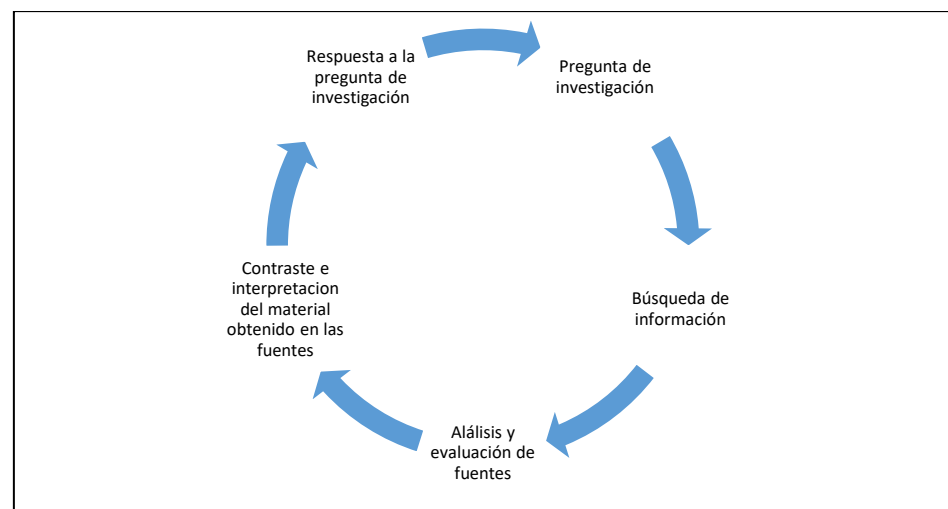 Respuesta a la
pregunta de
investigación
Pregunta de
investigación
Búsqueda de
información
Alálisis y
evaluación de
fuentes
Contraste e
interpretacion
del material
obtenido en las
fuentes